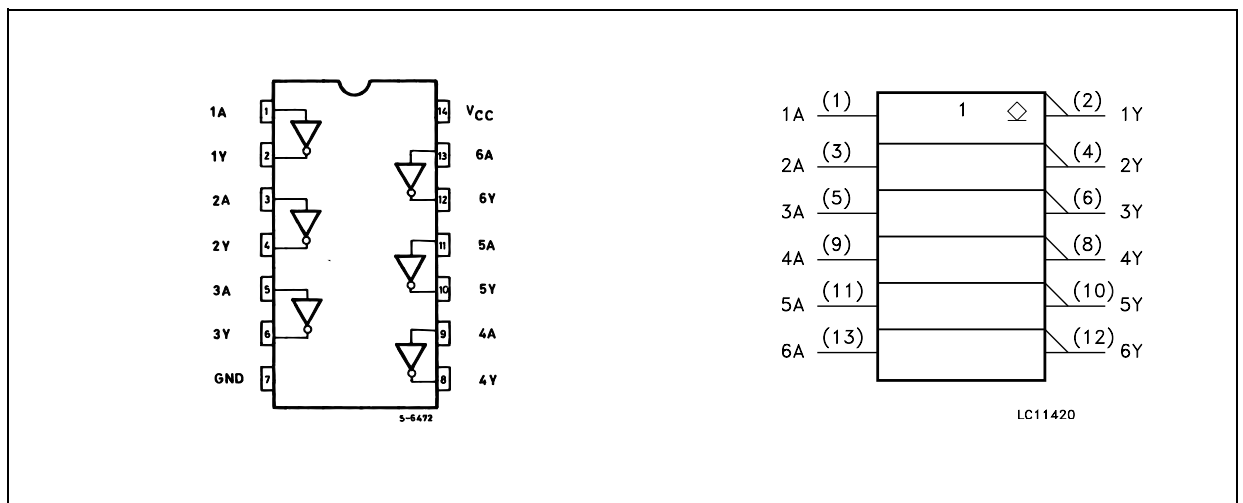 1A 1 14 VCC
1Y 2 13 6A
2A 3 12 6Y
2Y 4 11 5A
3A 5 10 5Y
3Y 6 9 4A
GND 7 8 4Y
S-6472
1
1A (1) (2) 1Y
2A (3) (4) 2Y
3A (5) (6) 3Y
4A (9) (8) 4Y
5A (11) (10) 5Y
6A (13) (12) 6Y
LC11420